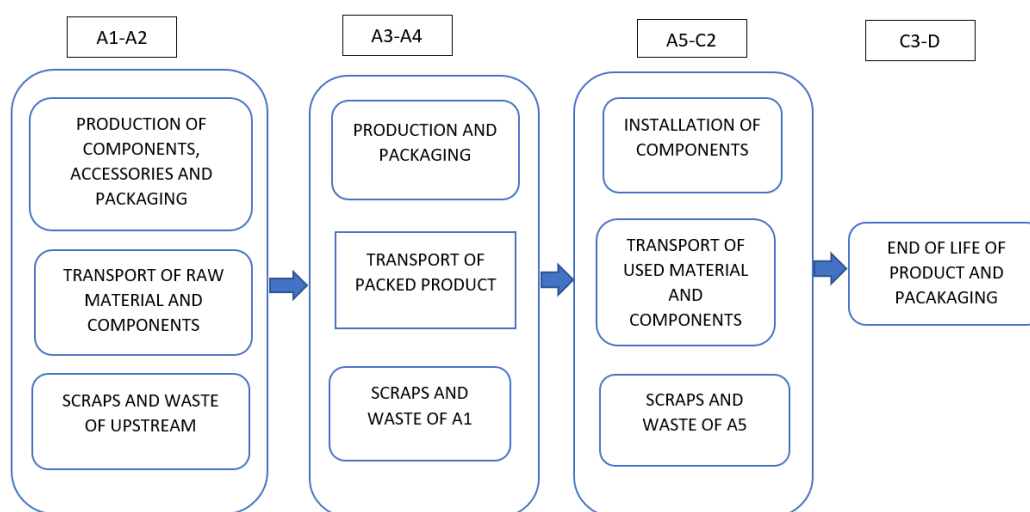 A1-A2
PRODUCTION OF
COMPONENTS,
ACCESSORIES AND
PACKAGING
TRANSPORT OF RAW
MATERIAL AND
COMPONENTS
SCRAPS AND WASTE
OF UPSTREAM
A3-A4
PRODUCTION AND
PACKAGING
TRANSPORT OF
PACKED PRODUCT
SCRAPS AND
WASTE OF A1
A5-C2
INSTALLATION OF
COMPONENTS
TRANSPORT OF
USED MATERIAL
AND
COMPONENTS
SCRAPS AND
WASTE OF A5
C3-D
END OF LIFE OF
PRODUCT AND
PACAKAGING